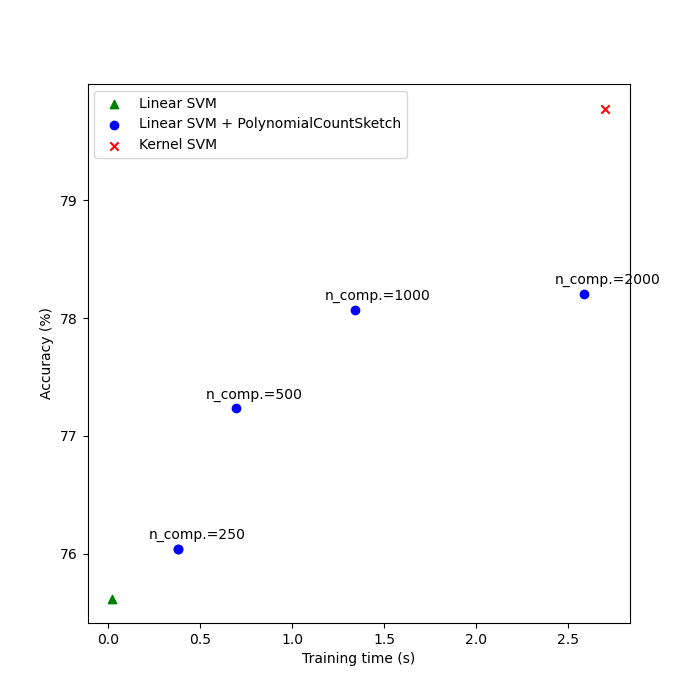 Linear SVM
Linear SVM + PolynomialCountSketch
Kernel SVM
79
78
77
76
Accuracy (%)
n_comp.=2000
n_comp.=1000
n_comp.=500
n_comp.=250
0.0 0.5 1.0 1.5 2.0 2.5
Training time (s)